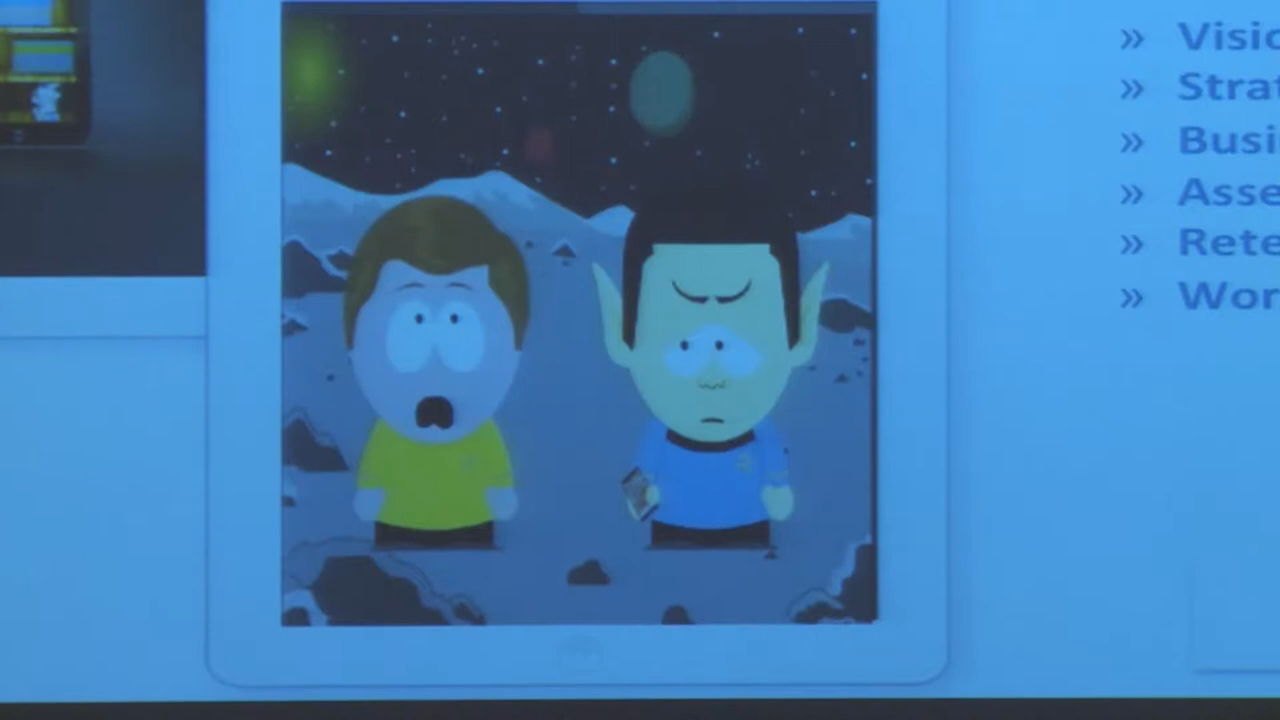 » Visio
» Strat
» Busi
» Asse
» Rete
» Wor